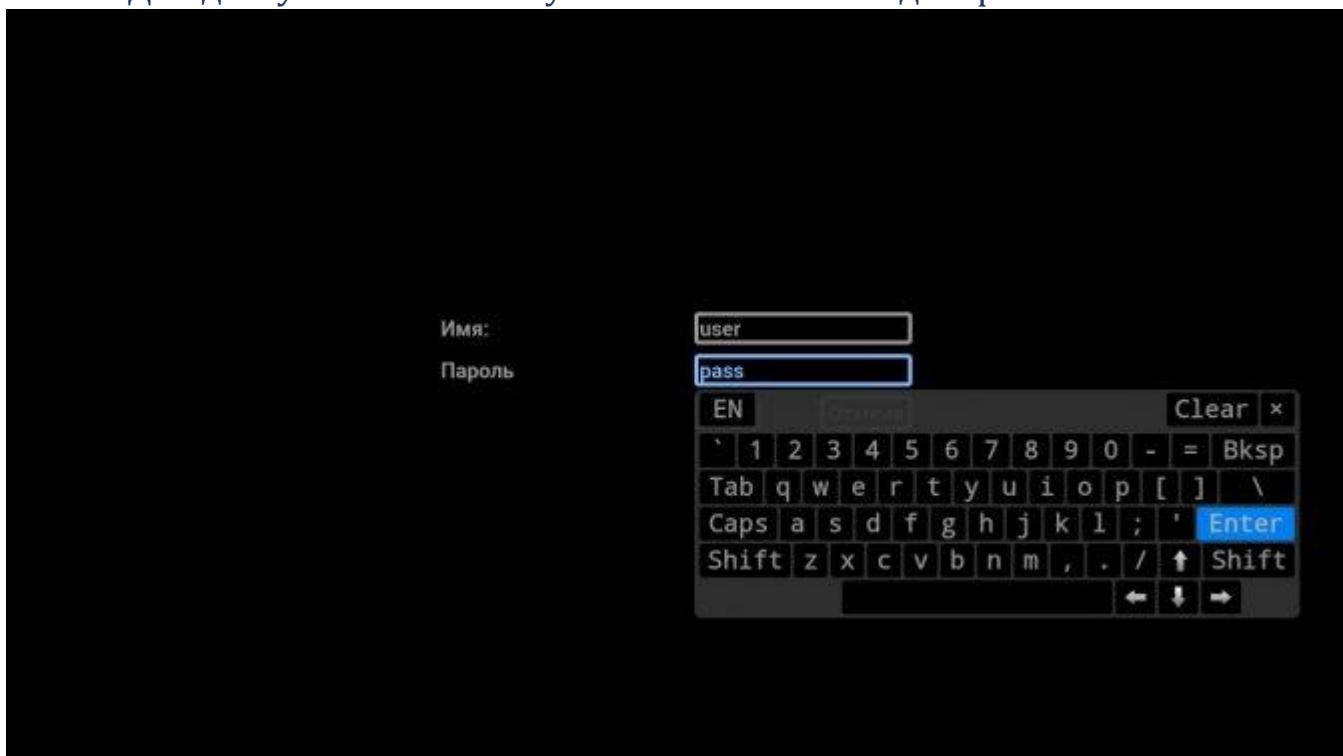 Имя:
user
Пароль
pass
EN
Clear ×
` 1 2 3 4 5 6 7 8 9 0 - = Bksp
Tab q w e r t y u i o p [ ] \
Caps a s d f g h j k l ; ' Enter
Shift z x c v b n m , . / ⬆ Shift
⬅ ⬇ ➡